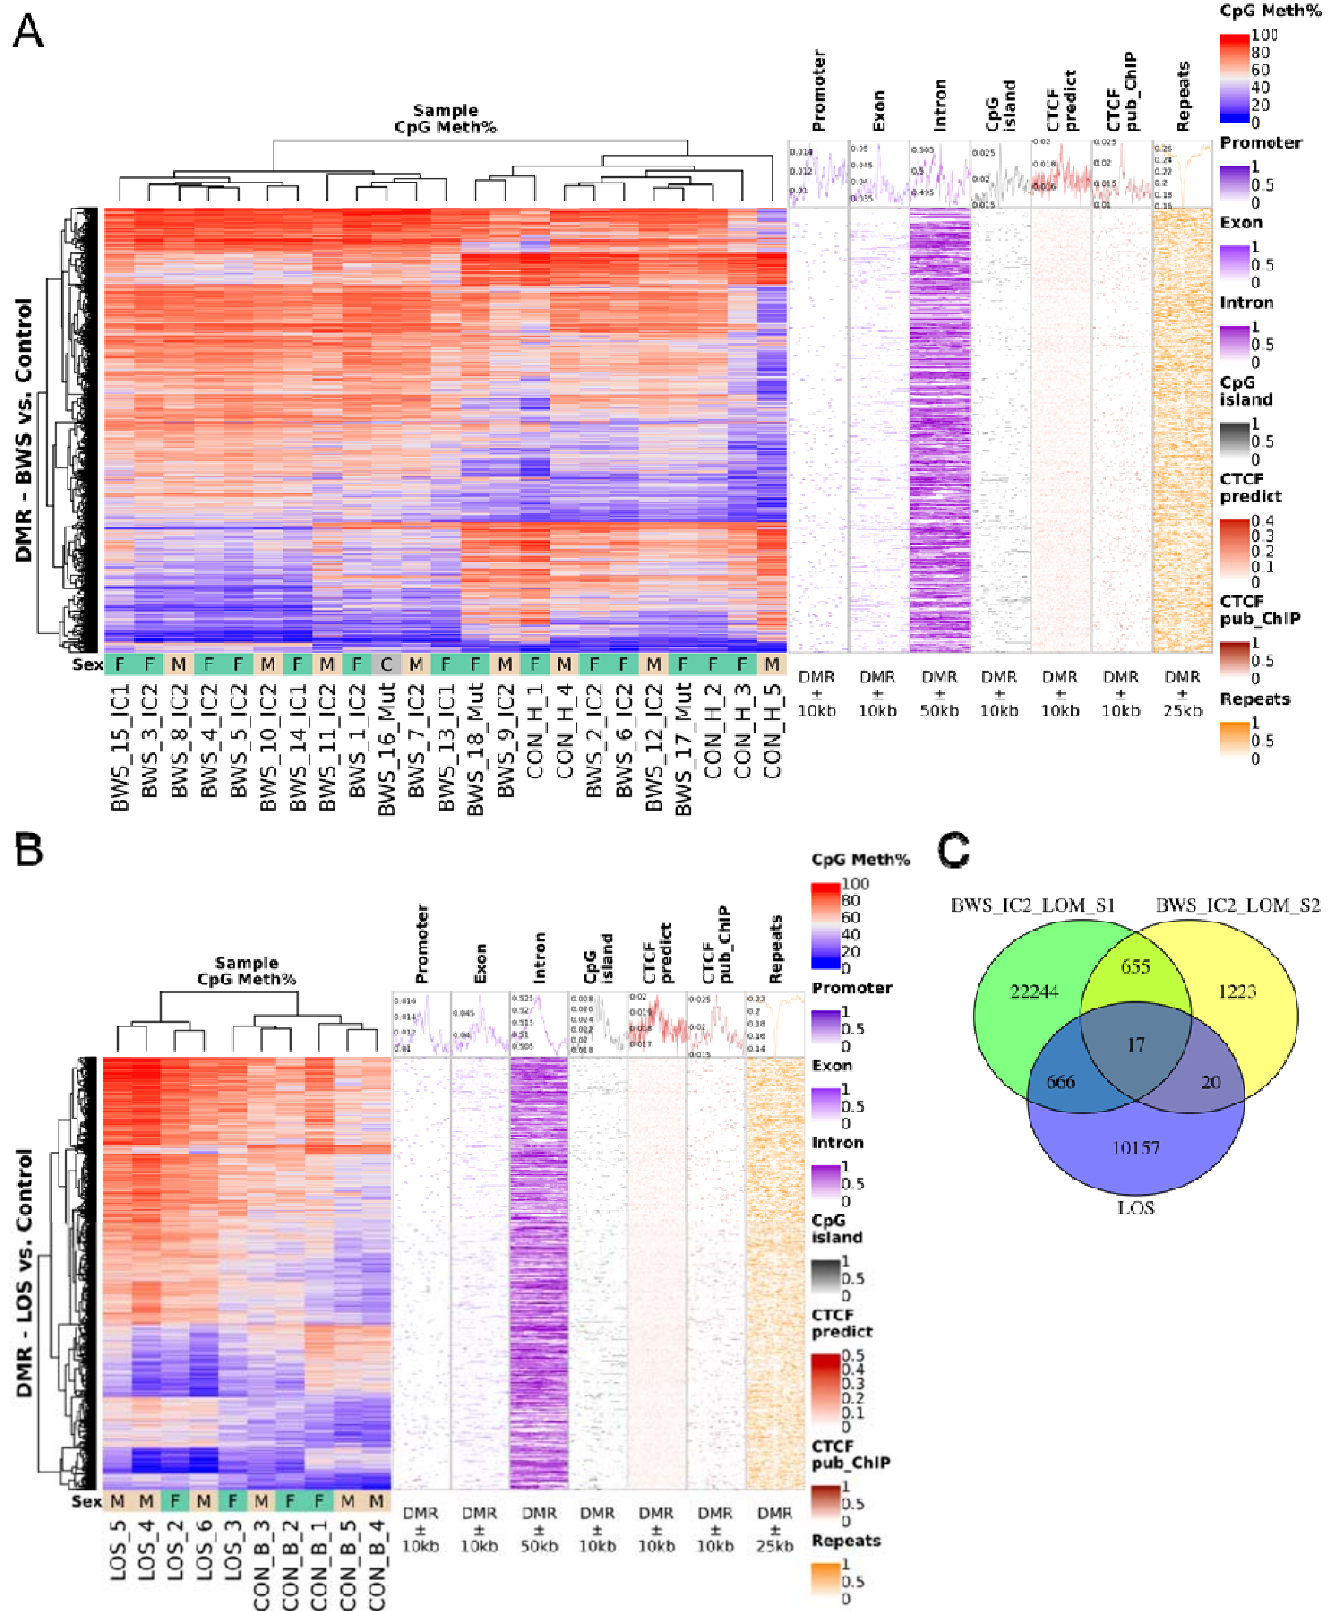 A
CpG Meth%
100
80
60
40
20
0
Sample
CpG Meth%
Promoter
Exon
Intron
CpG island
CTCF predict
CTCF pub_ChIP
Repeats
Promoter
1
0.5
0
Exon
1
0.5
0
Intron
1
0.5
0
CpG
island
1
0.5
0
CTCF
predict
0.4
0.3
0.2
0.1
0
CTCF
pub_ChIP
1
0.5
0
Repeats
1
0.5
0
DMR - BWS vs. Control
Sex F F M F F M F M F C M F F M F M F F M F F F M
BWS_15_IC1
BWS_3_IC2
BWS_8_IC2
BWS_4_IC2
BWS_5_IC2
BWS_10_IC2
BWS_14_IC1
BWS_11_IC2
BWS_1_IC2
BWS_16_Mut
BWS_7_IC2
BWS_13_IC1
BWS_18_Mut
BWS_9_IC2
CON_H_1
CON_H_4
BWS_2_IC2
BWS_6_IC2
BWS_12_IC2
BWS_17_Mut
CON_H_2
CON_H_3
CON_H_5
DMR DMR DMR DMR DMR DMR DMR
± ± ± ± ± ± ±
10kb 10kb 50kb 10kb 10kb 10kb 25kb
B
Sample
CpG Meth%
Promoter
Exon
Intron
CpG island
CTCF predict
CTCF pub_ChIP
Repeats
CpG Meth%
100
80
60
40
20
0
Promoter
1
0.5
0
Exon
1
0.5
0
Intron
1
0.5
0
CpG
island
1
0.5
0
CTCF
predict
0.5
0.4
0.3
0.2
0.1
0
CTCF
pub_ChIP
1
0.5
0
Repeats
1
0.5
0
DMR - LOS vs. Control
Sex M M F M F M F F M M
LOS_5
LOS_4
LOS_2
LOS_6
LOS_3
CON_B_3
CON_B_2
CON_B_1
CON_B_5
CON_B_4
DMR DMR DMR DMR DMR DMR DMR
± ± ± ± ± ± ±
10kb 10kb 50kb 10kb 10kb 10kb 25kb
C
BWS_IC2_LOM_S1 BWS_IC2_LOM_S2
655
22244 1223
17
666 20
10157
LOS